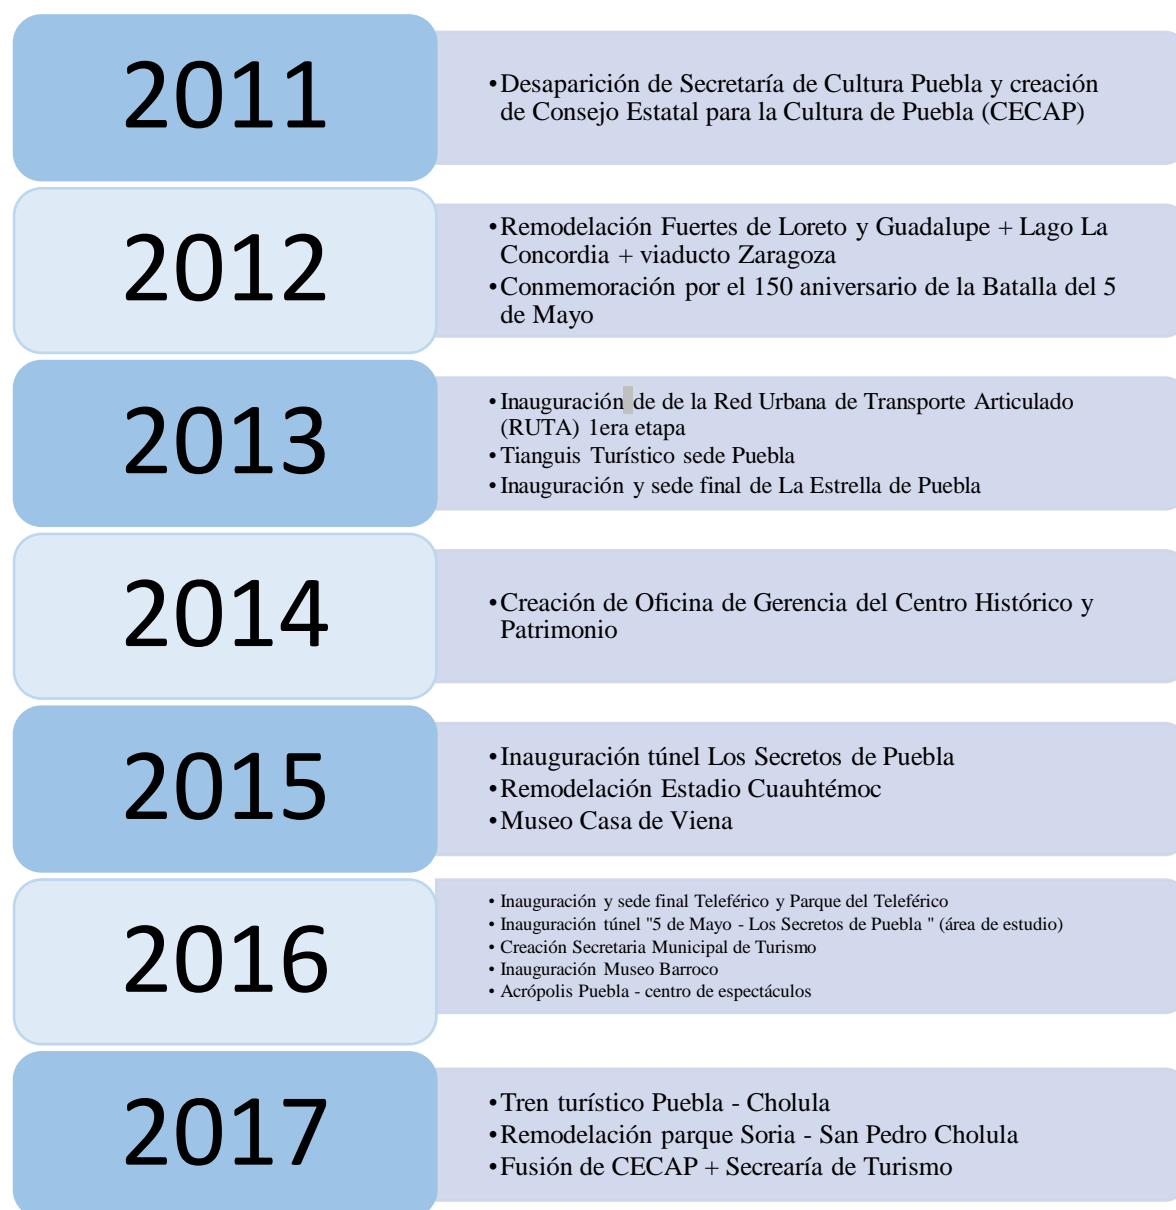 2011
•Desaparición de Secretaría de Cultura Puebla y creación
de Consejo Estatal para la Cultura de Puebla (CECAP)
2012
•Remodelación Fuertes de Loreto y Guadalupe + Lago La
Concordia + viaducto Zaragoza
•Conmemoración por el 150 aniversario de la Batalla del 5
de Mayo
2013
•Inauguración de de la Red Urbana de Transporte Articulado
(RUTA) 1era etapa
•Tianguis Turístico sede Puebla
•Inauguración y sede final de La Estrella de Puebla
2014
•Creación de Oficina de Gerencia del Centro Histórico y
Patrimonio
2015
•Inauguración túnel Los Secretos de Puebla
•Remodelación Estadio Cuauhtémoc
•Museo Casa de Viena
2016
• Inauguración y sede final Teleférico y Parque del Teleférico
• Inauguración túnel "5 de Mayo - Los Secretos de Puebla " (área de estudio)
• Creación Secretaria Municipal de Turismo
• Inauguración Museo Barroco
• Acrópolis Puebla - centro de espectáculos
2017
•Tren turístico Puebla - Cholula
•Remodelación parque Soria - San Pedro Cholula
•Fusión de CECAP + Secrearía de Turismo